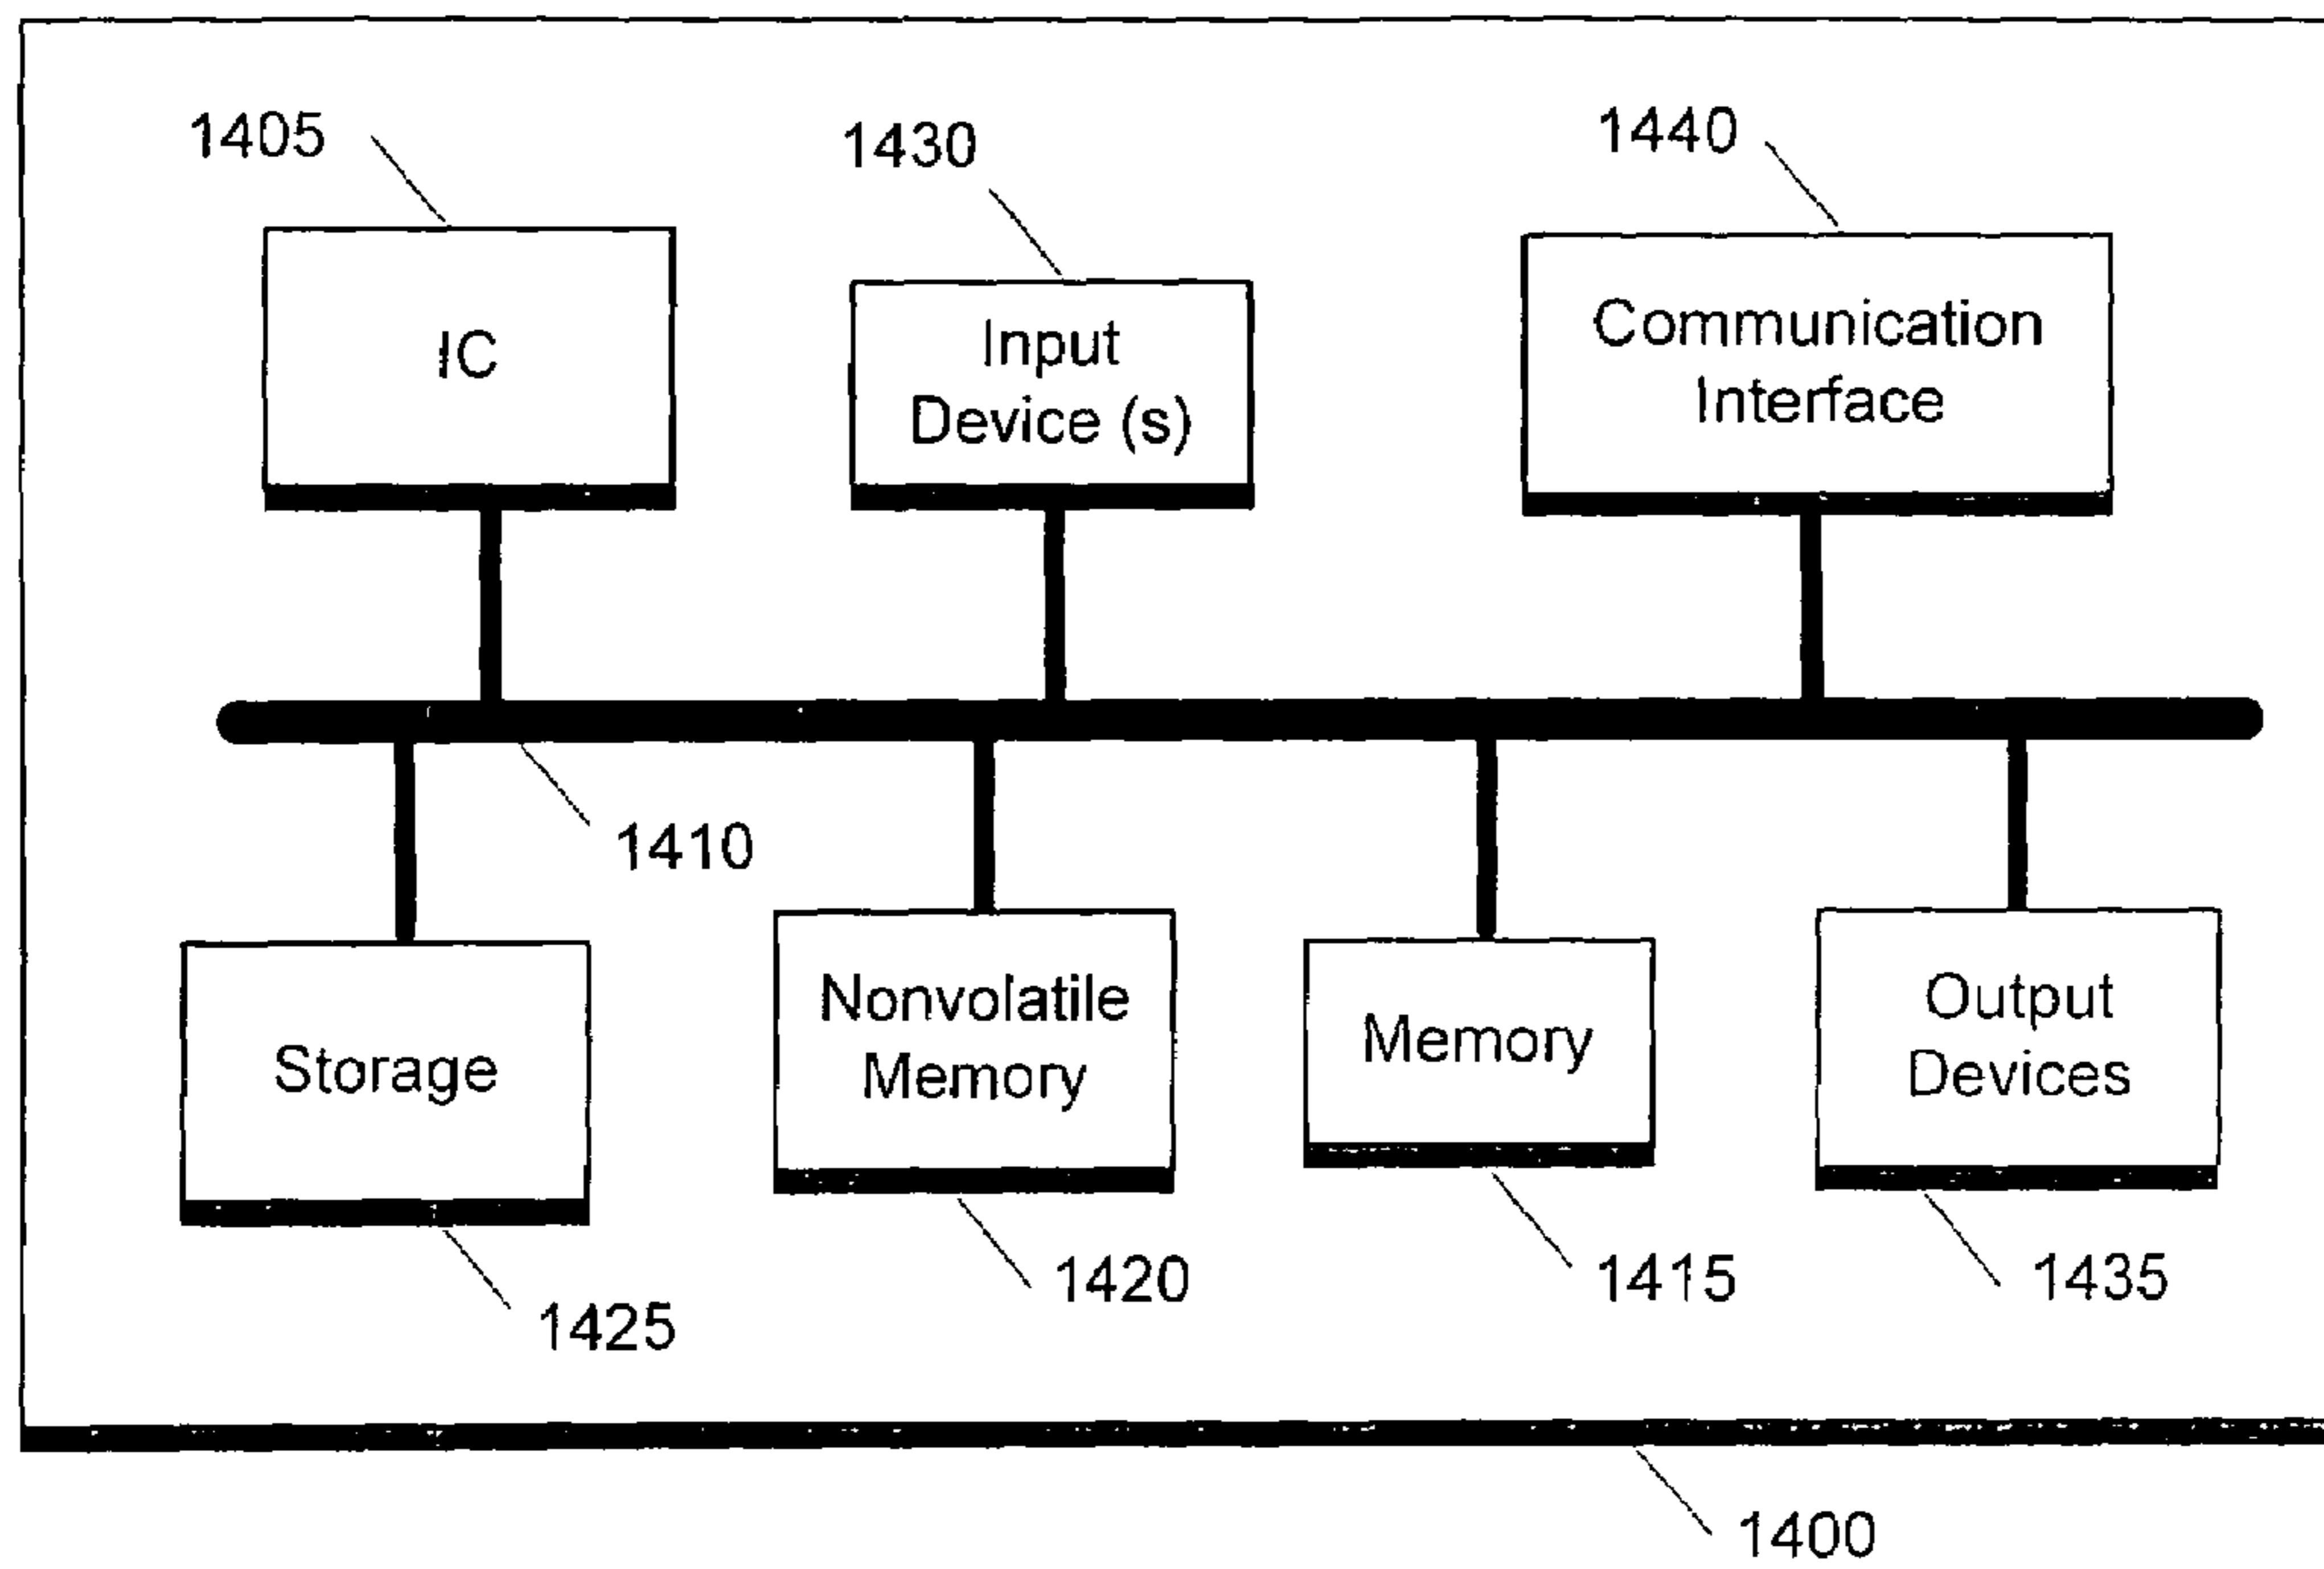 1405
1430
1440
IC
Input
Device (s)
Communication
Interface
1410
Storage
Nonvolatile
Memory
Memory
Output
Devices
1425
1420
1415
1435
1400